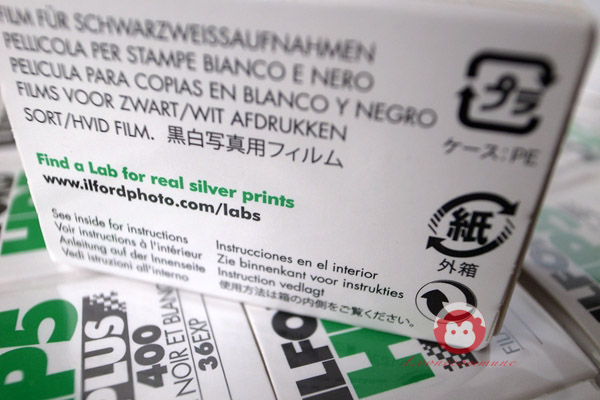 FILM FÜR SCHWARZWEISSAUFNAHMEN
PELLICOLA PER STAMPE BIANCO E NERO
PELICULA PARA COPIAS EN BLANCO Y NEGRO
FILMS VOOR ZWART/WIT AFDRUKKEN
SORT/HVID FILM. 黒白写真用フィルム
プラ
ケース:PE
Find a Lab for real silver prints
www.ilfordphoto.com/labs
紙
外箱
See inside for instructions
Voir instructions à l'intérieur
Anleitung auf der Innenseite
Vedi istruzioni all'interno
Instrucciones en el interior
Zie binnenkant voor instrukties
Instruction vedlagt
使用方法は箱の内側をご覧ください。
P5
PLUS
400
NOIR ET BLANC
36EXP
ILFO
H